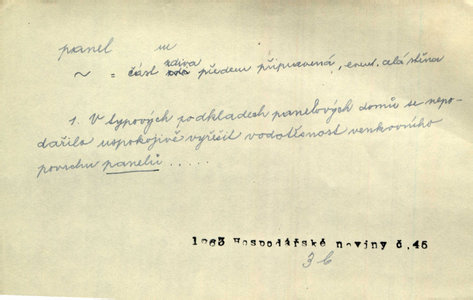 panel m
zdiva
~ = část předem připravená, event. celá stěna
1. V typových podkladech panelových domů se nepo-
dařilo uspokojivě vyřešit vodotěsnost venkovního
povrchu panelů . . . . .
1963 Hospodářské noviny č.45
3 b